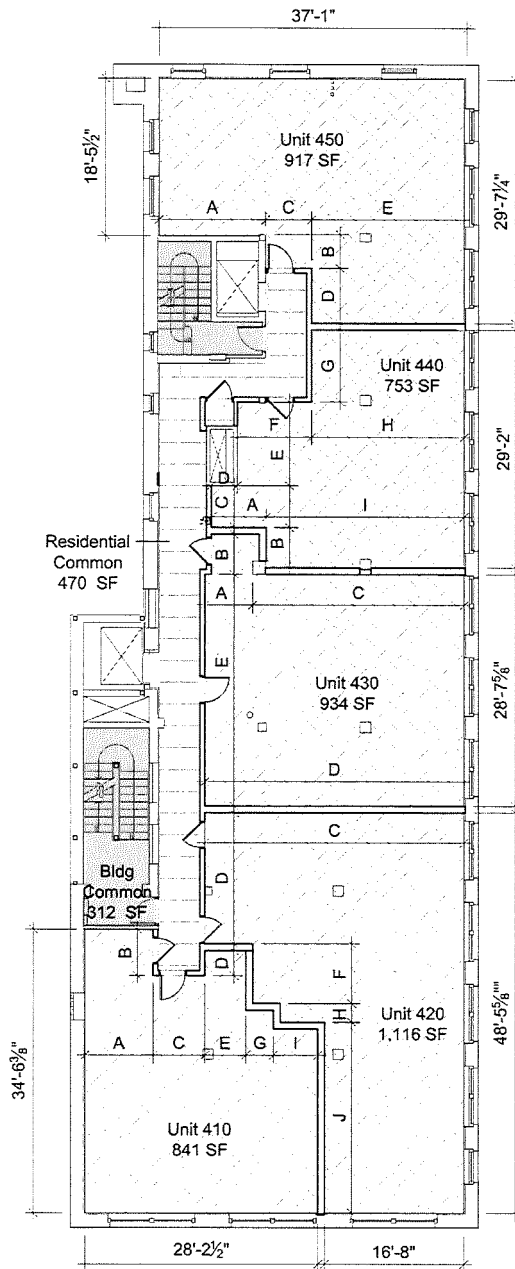 37'-1"
18'-5½"
Unit 450
917 SF
A
C
E
B
D
29'-7¼"
G
Unit 440
753 SF
F
H
E
29'-2"
D
C
A
I
B
B
Residential
Common
470 SF
A
C
E
Unit 430
934 SF
28'-7⅝"
D
C
Bldg
Common
312 SF
D
B
D
F
H
Unit 420
1,116 SF
48'-5⅝"
A
C
E
G
I
34'-6⅜"
J
Unit 410
841 SF
28'-2½"
16'-8"